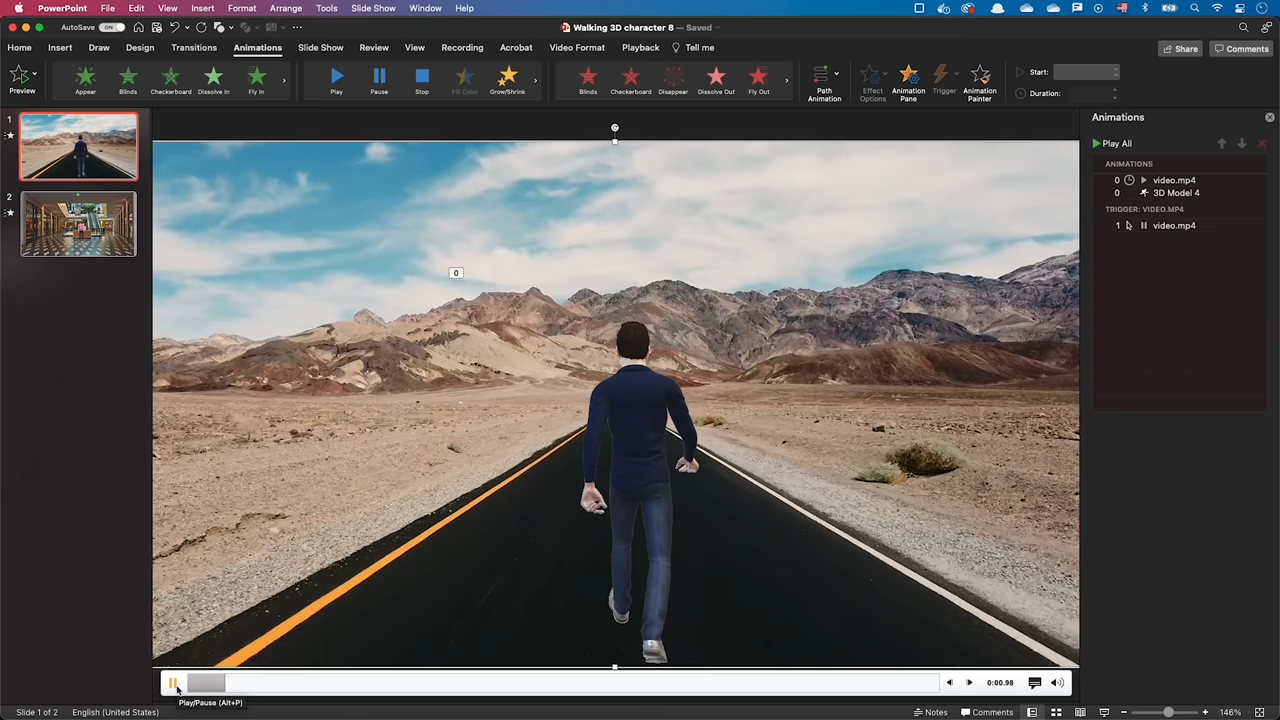 PowerPoint File Edit View Insert Format Arrange Tools Slide Show Window Help
AutoSave ON Walking 3D character 8 — Saved
Home Insert Draw Design Transitions Animations Slide Show Review View Recording Acrobat Video Format Playback Tell me Share Comments
Preview Appear Blinds Checkerboard Dissolve In Fly In Play Pause Stop Fill Color Grow/Shrink Blinds Checkerboard Disappear Dissolve Out Fly Out Path Animation Effect Options Animation Pane Trigger Animation Painter
Start:
Duration:
1
2
0
Animations
Play All
ANIMATIONS
0 video.mp4
0 3D Model 4
TRIGGER: VIDEO.MP4
1 video.mp4
0:00.98
Play/Pause (Alt+P)
Slide 1 of 2 English (United States) Notes Comments 146%